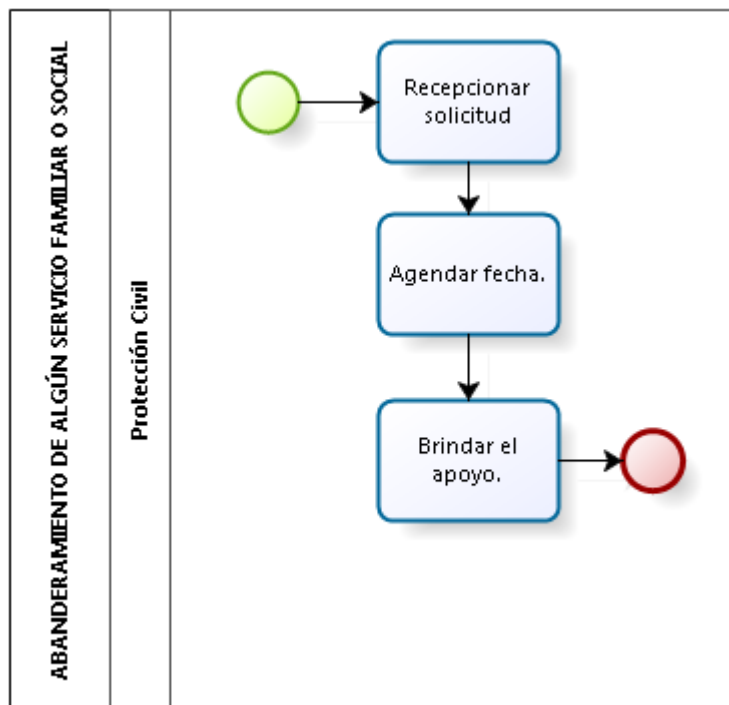 ABANDERAMIENTO DE ALGÚN SERVICIO FAMILIAR O SOCIAL
Protección Civil
Recepcionar
solicitud
Agendar fecha.
Brindar el
apoyo.